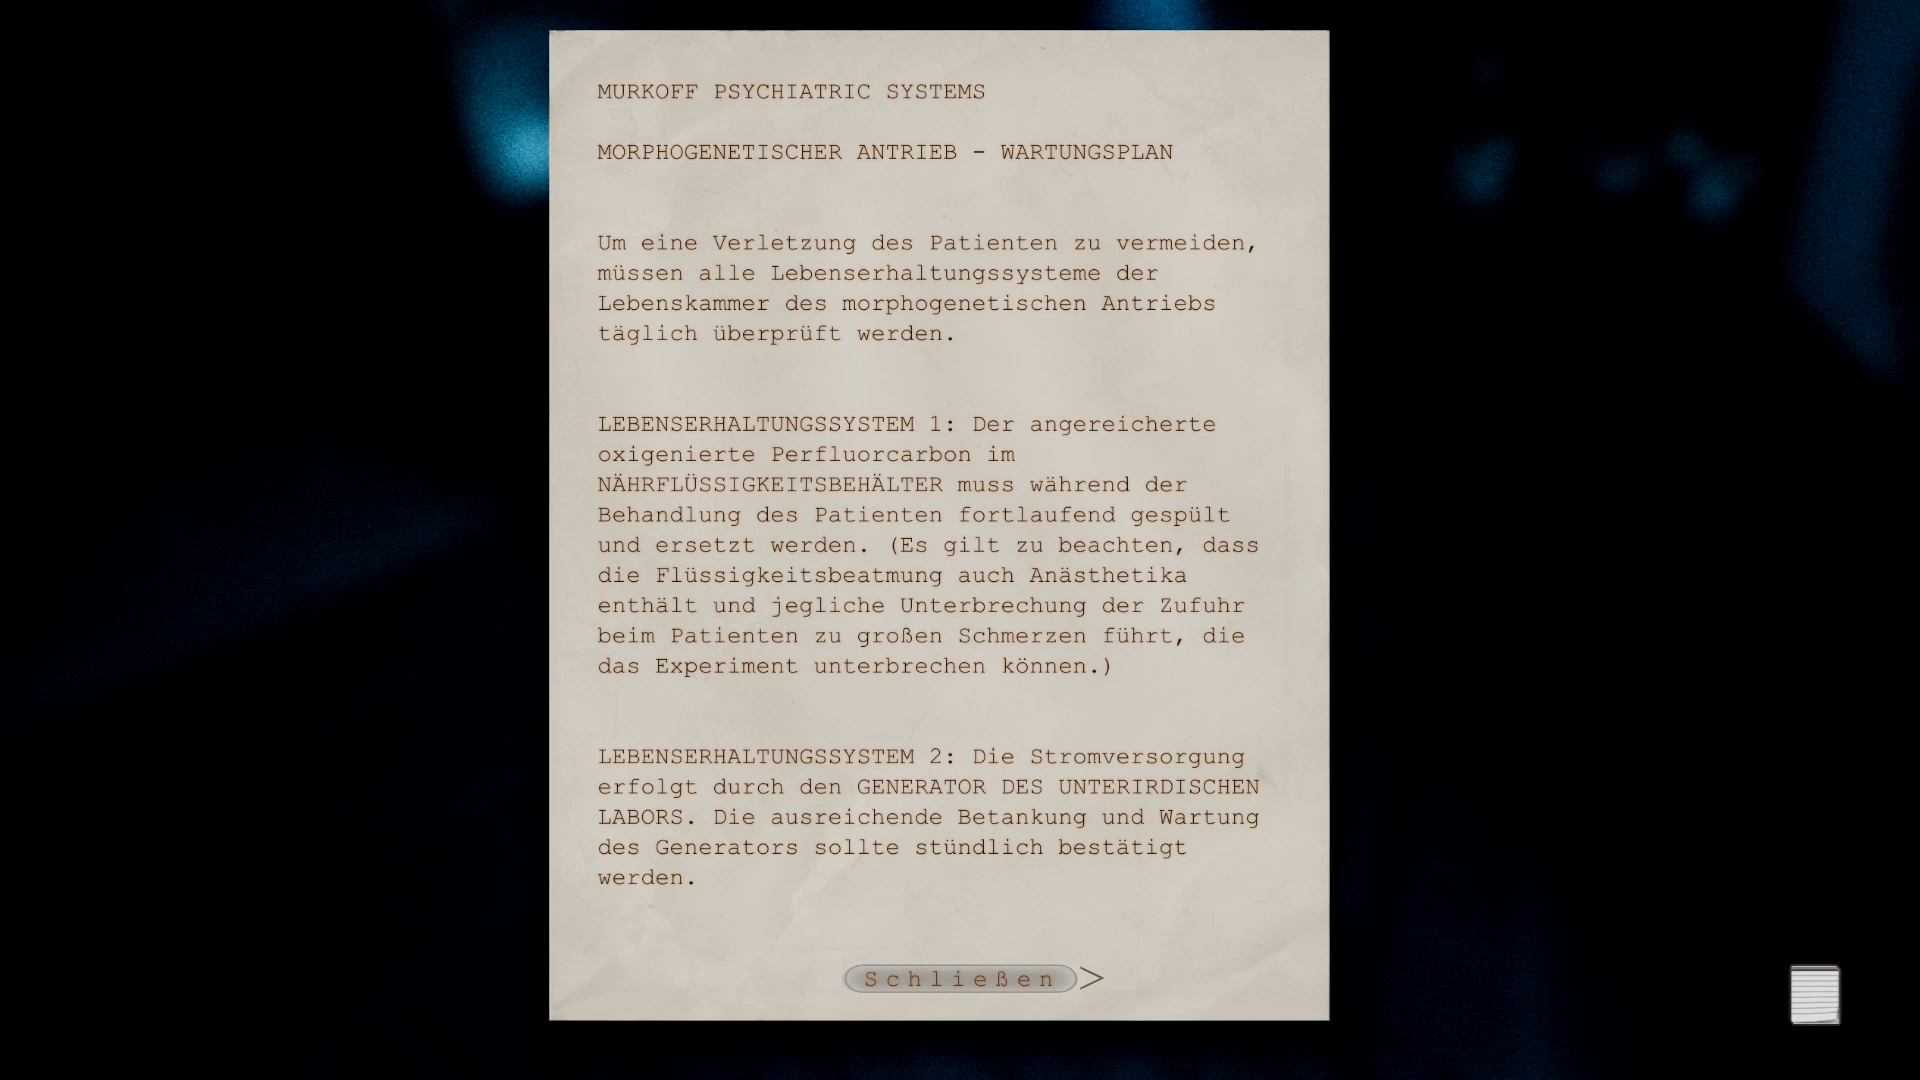 MURKOFF PSYCHIATRIC SYSTEMS
MORPHOGENETISCHER ANTRIEB - WARTUNGSPLAN
Um eine Verletzung des Patienten zu vermeiden,
müssen alle Lebenserhaltungssysteme der
Lebenskammer des morphogenetischen Antriebs
täglich überprüft werden.
LEBENSERHALTUNGSSYSTEM 1: Der angereicherte
oxigenierte Perfluorcarbon im
NÄHRFLÜSSIGKEITSBEHÄLTER muss während der
Behandlung des Patienten fortlaufend gespült
und ersetzt werden. (Es gilt zu beachten, dass
die Flüssigkeitsbeatmung auch Anästhetika
enthält und jegliche Unterbrechung der Zufuhr
beim Patienten zu großen Schmerzen führt, die
das Experiment unterbrechen können.)
LEBENSERHALTUNGSSYSTEM 2: Die Stromversorgung
erfolgt durch den GENERATOR DES UNTERIRDISCHEN
LABORS. Die ausreichende Betankung und Wartung
des Generators sollte stündlich bestätigt
werden.
Schließen >